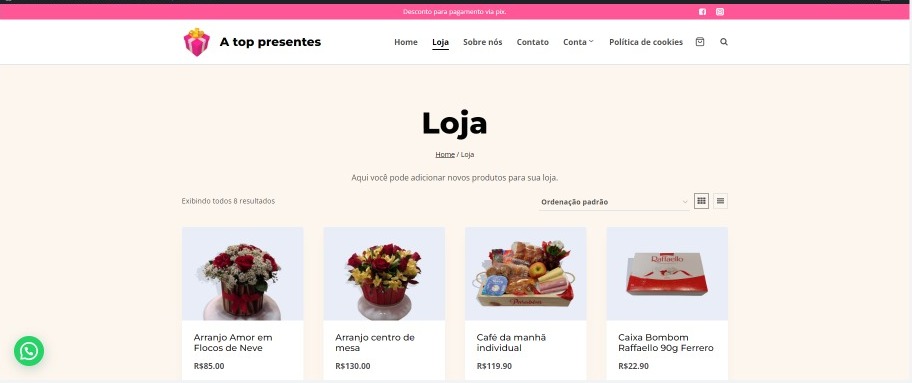 Desconto para pagamento via pix.
A top presentes
Home Loja Sobre nós Contato Conta Política de cookies
Loja
Home / Loja
Aqui você pode adicionar novos produtos para sua loja.
Exibindo todos 8 resultados
Ordenação padrão
Raffaello
Arranjo Amor em
Flocos de Neve
R$85.00
Arranjo centro de
mesa
R$130.00
Café da manhã
individual
R$119.90
Caixa Bombom
Raffaello 90g Ferrero
R$22.90